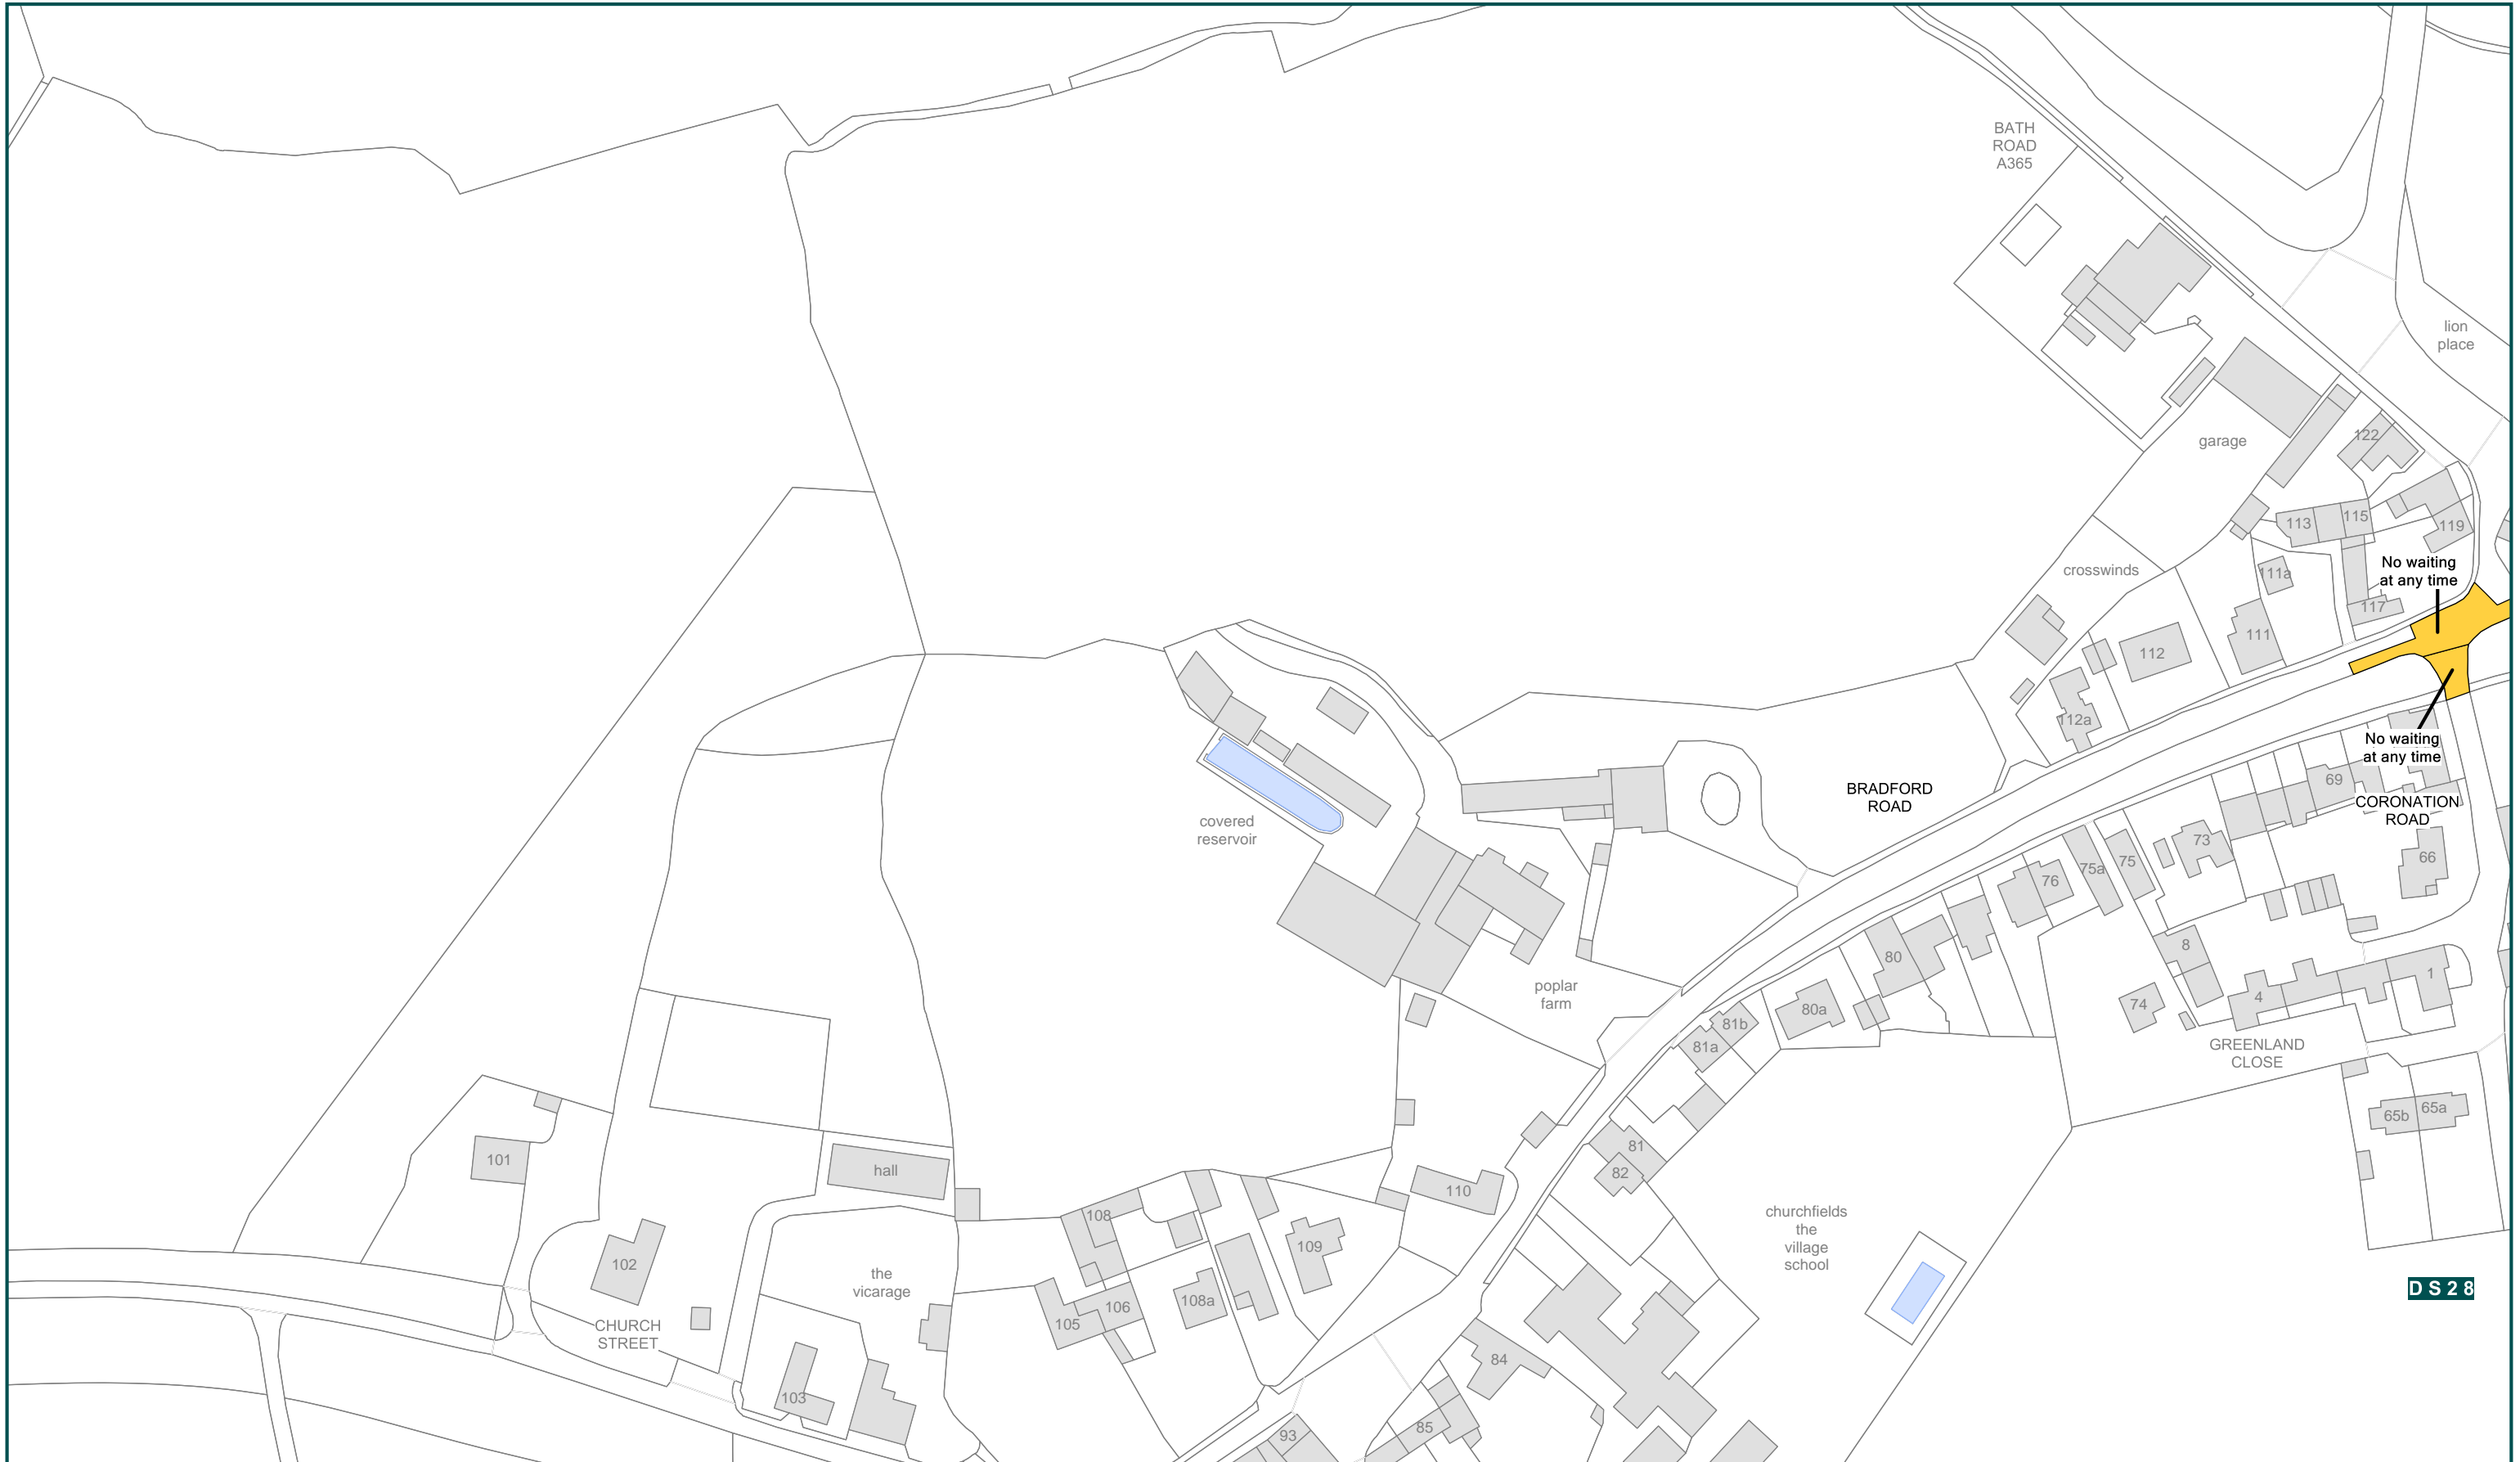 BATH
ROAD
A365
lion
place
garage
122
113
115
119
No waiting
at any time
crosswinds
111a
117
111
112
112a
No waiting
at any time
BRADFORD
ROAD
69
CORONATION
ROAD
covered
reservoir
73
66
75
75a
76
8
80
1
poplar
farm
4
74
80a
81b
81a
GREENLAND
CLOSE
65b
65a
101
hall
81
82
110
108
churchfields
the
village
school
109
102
the
vicarage
DS28
108a
106
105
CHURCH
STREET
84
103
85
93